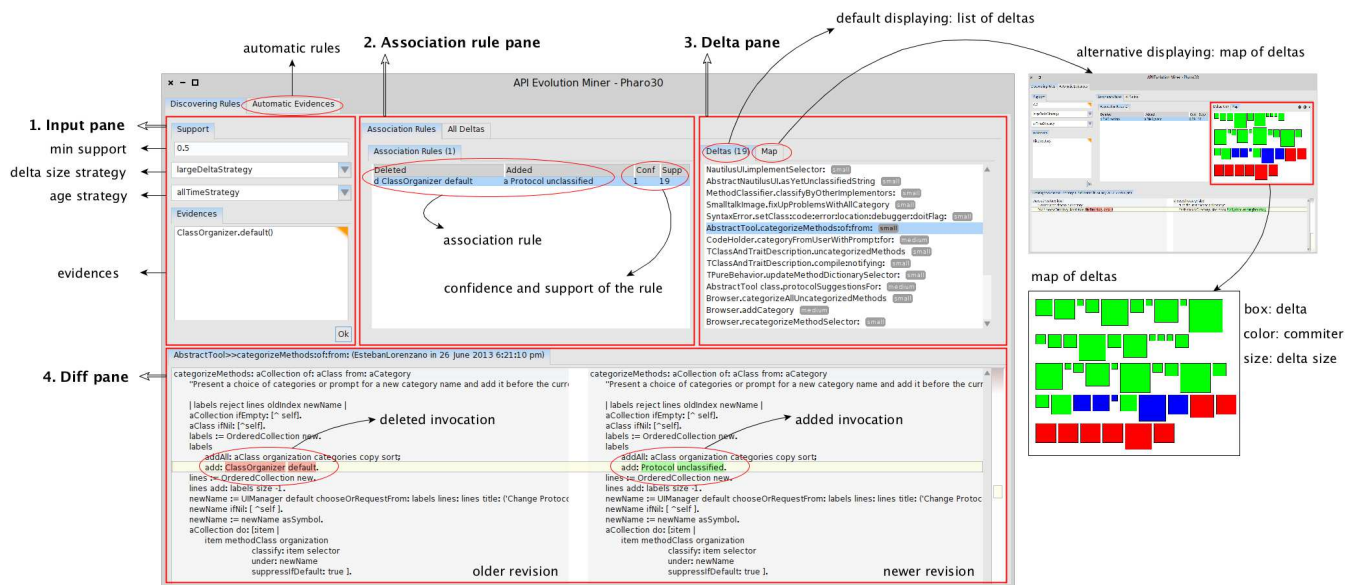 default displaying: list of deltas
automatic rules
2. Association rule pane
3. Delta pane
alternative displaying: map of deltas
API Evolution Miner - Pharo30
Discovering Rules
Automatic Evidences
1. Input pane
min support
delta size strategy
age strategy
evidences
Support
0.5
largeDeltaStrategy
allTimeStrategy
Evidences
ClassOrganizer.default()
Ok
Association Rules
All Deltas
Association Rules (1)
Deleted Added Conf Supp
d ClassOrganizer default a Protocol unclassified 1 19
association rule
confidence and support of the rule
Deltas (19)
Map
NautilusUI.implementSelector: small
AbstractNautilusUI.asYetUnclassifiedString small
MethodClassifier.classifyByOtherImplementors: small
SmalltalkImage.fixUpProblemsWithAllCategory small
SyntaxError.setClass:code:error:location:debugger:doitFlag: small
AbstractTool.categorizeMethods:of:from: small
CodeHolder.categoryFromUserWithPrompt:for: medium
TClassAndTraitDescription.uncategorizedMethods small
TClassAndTraitDescription.compile:notifying: small
TPureBehavior.updateMethodDictionarySelector: small
AbstractTool class.protocolSuggestionsFor: medium
Browser.categorizeAllUncategorizedMethods small
Browser.addCategory medium
Browser.recategorizeMethodSelector: small
API Evolution Miner - Pharo30
map of deltas
box: delta
color: commiter
size: delta size
4. Diff pane
AbstractTool>>categorizeMethods:of:from: (EstebanLorenzano in 26 June 2013 6:21:10 pm)
categorizeMethods: aCollection of: aClass from: aCategory
"Present a choice of categories or prompt for a new category name and add it before the curr
| labels reject lines oldIndex newName |
aCollection ifEmpty: [^ self].
aClass ifNil: [^self].
labels := OrderedCollection new.
labels
addAll: aClass organization categories copy sort;
add: ClassOrganizer default.
lines := OrderedCollection new.
lines add: labels size -1.
newName := UIManager default chooseOrRequestFrom: labels lines: lines title: ('Change Protoc
newName ifNil: [ ^self ].
newName := newName asSymbol.
aCollection do: [:item |
item methodClass organization
classify: item selector
under: newName
suppressIfDefault: true ].
deleted invocation
older revision
categorizeMethods: aCollection of: aClass from: aCategory
"Present a choice of categories or prompt for a new category name and add it before the curr
| labels reject lines oldIndex newName |
aCollection ifEmpty: [^ self].
aClass ifNil: [^self].
labels := OrderedCollection new.
labels
addAll: aClass organization categories copy sort;
add: Protocol unclassified.
lines := OrderedCollection new.
lines add: labels size -1.
newName := UIManager default chooseOrRequestFrom: labels lines: lines title: ('Change Protoc
newName ifNil: [ ^self ].
newName := newName asSymbol.
aCollection do: [:item |
item methodClass organization
classify: item selector
under: newName
suppressIfDefault: true ].
added invocation
newer revision